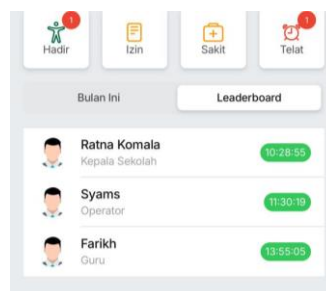 1
1
Hadir
Izin
Sakit
Telat
Bulan Ini
Leaderboard
Ratna Komala
Kepala Sekolah
10:28:55
Syams
Operator
11:30:19
Farikh
Guru
13:55:05